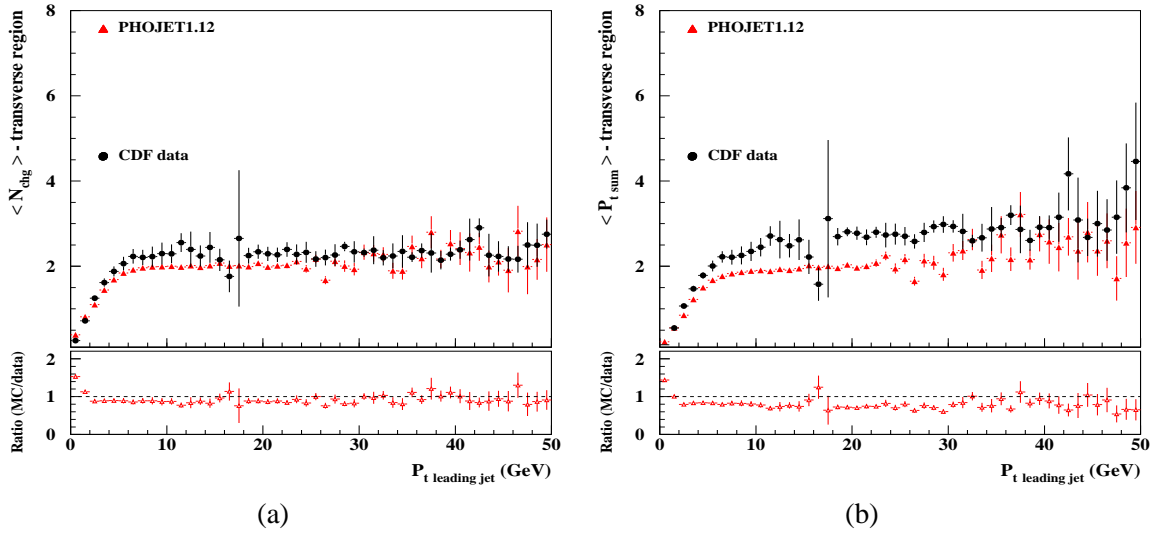 < N_chg > - transverse region
8
6
4
2
PHOJET1.12
CDF data
Ratio (MC/data)
2
1
0
0 10 20 30 40 50
P_t leading jet (GeV)
(a)
< P_t sum > - transverse region
8
6
4
2
PHOJET1.12
CDF data
Ratio (MC/data)
2
1
0
0 10 20 30 40 50
P_t leading jet (GeV)
(b)